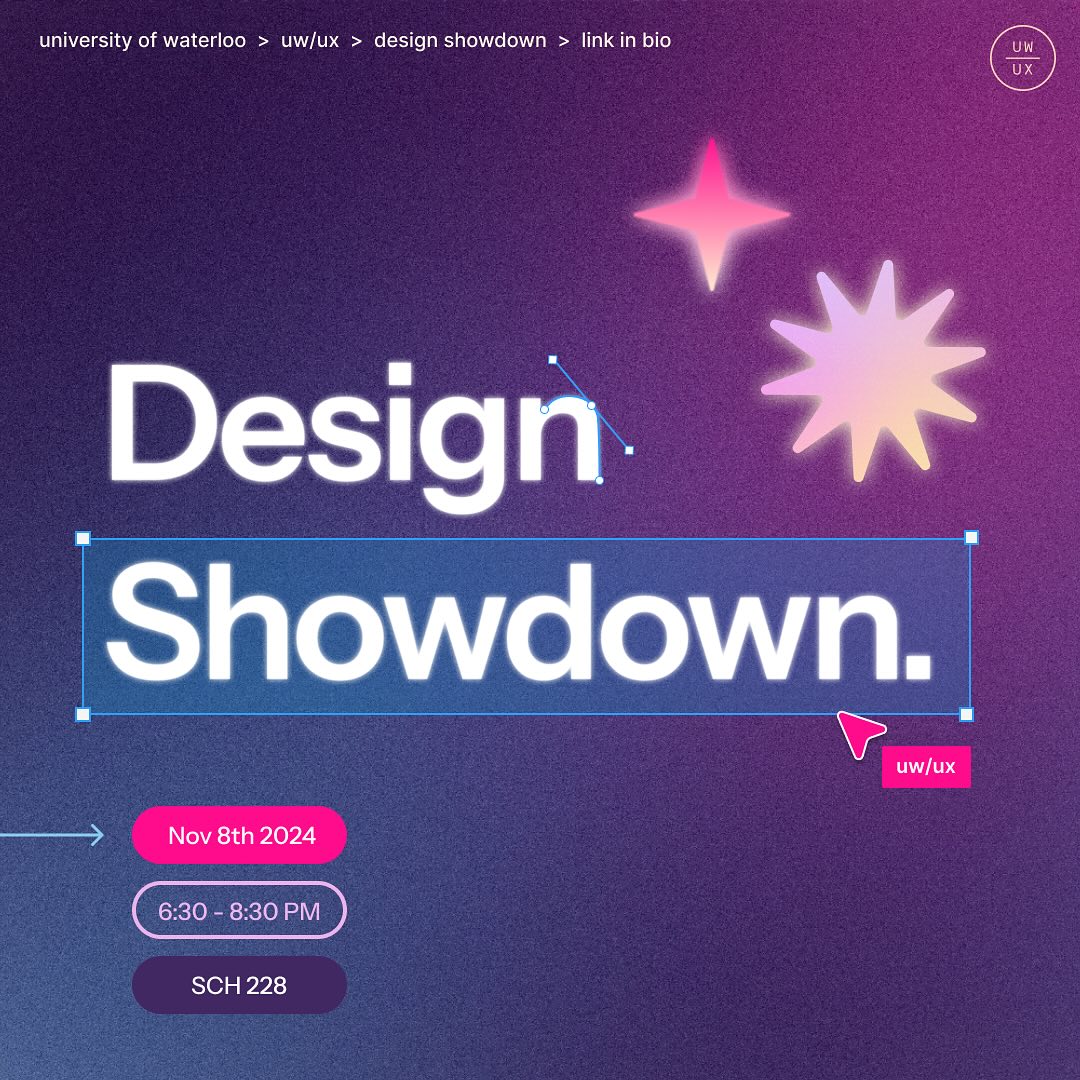 university of waterloo > uw/ux > design showdown > link in bio
UW
UX
Design
Showdown.
uw/ux
Nov 8th 2024
6:30 - 8:30 PM
SCH 228